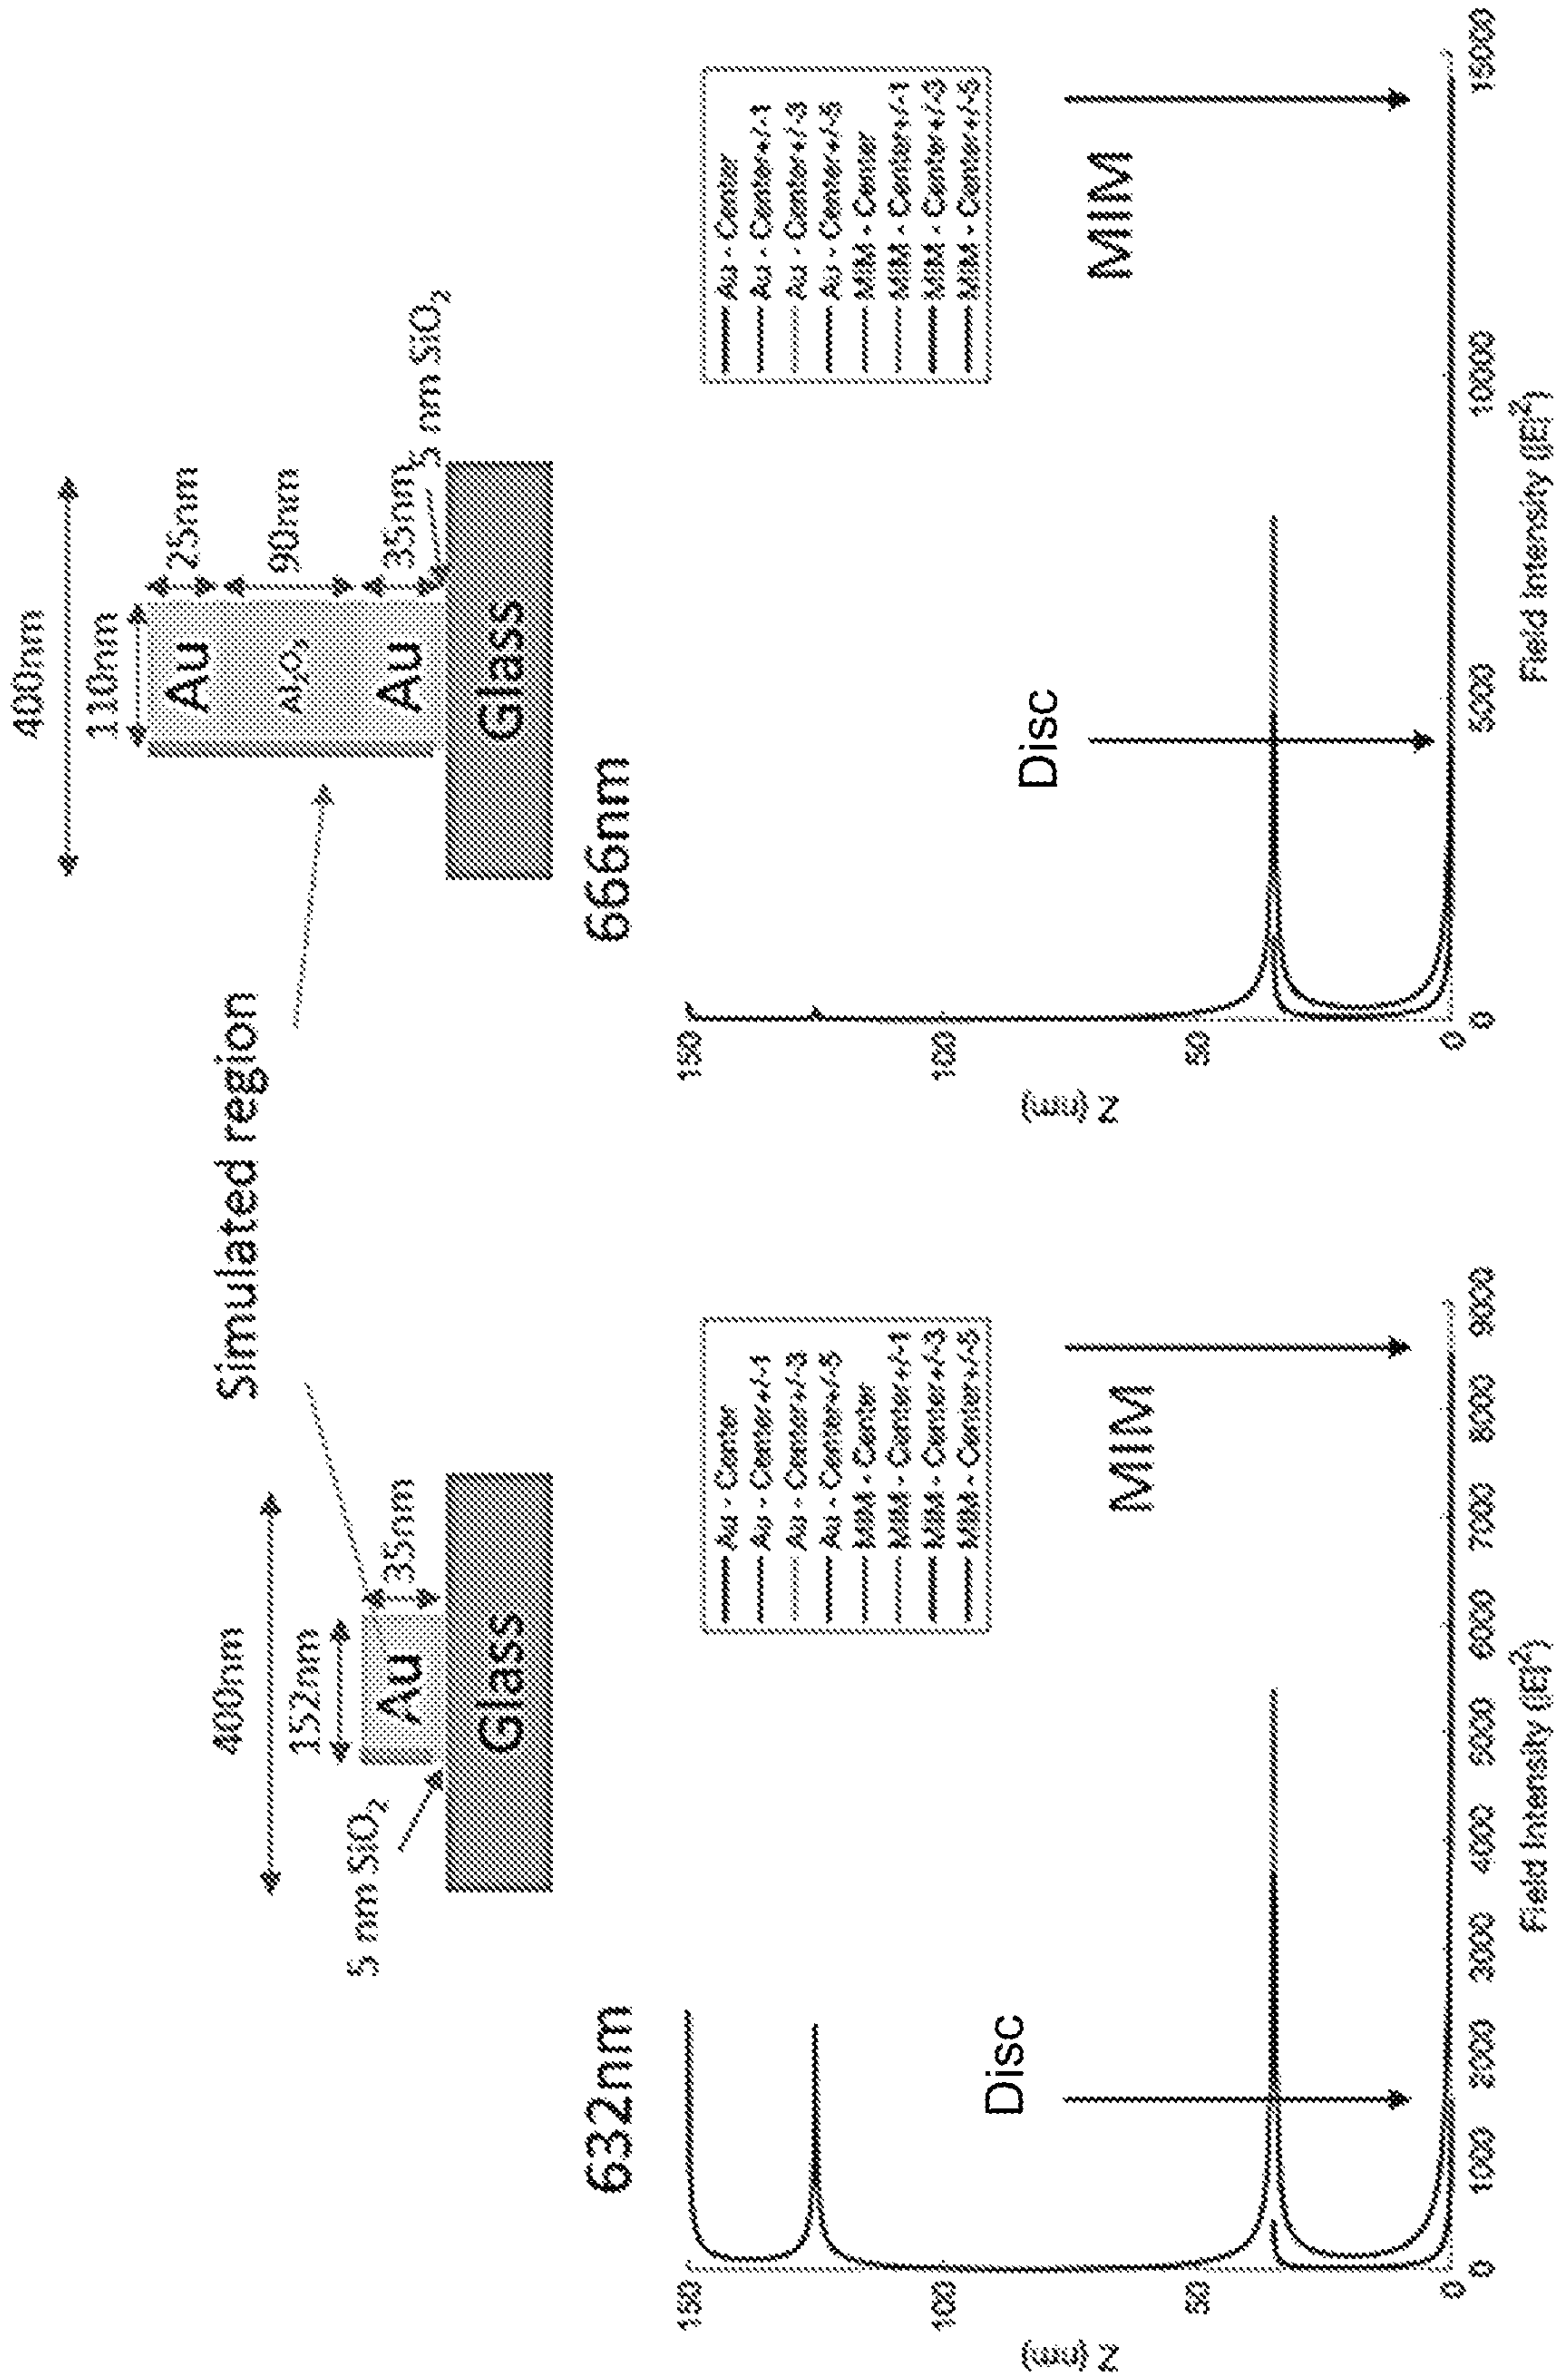 400nm
152nm
35nm
Au
5 nm SiO₂
Glass
Simulated region
400nm
110nm
25nm
90nm
35nm
Au
Al₂O₃
Au
5 nm SiO₂
Glass
632nm
Au - Center
Au - Center+/-1
Au - Center+/-3
Au - Center+/-5
MIM - Center
MIM - Center+/-1
MIM - Center+/-3
MIM - Center+/-5
Disc
MIM
Z (nm)
150
100
50
0
0 1000 2000 3000 4000 5000 6000 7000 8000 9000
Field Intensity (|E|²)
666nm
Au - Center
Au - Center+/-1
Au - Center+/-3
Au - Center+/-5
MIM - Center
MIM - Center+/-1
MIM - Center+/-3
MIM - Center+/-5
Disc
MIM
Z (nm)
150
100
50
0
0 5000 10000 15000
Field Intensity (|E|²)